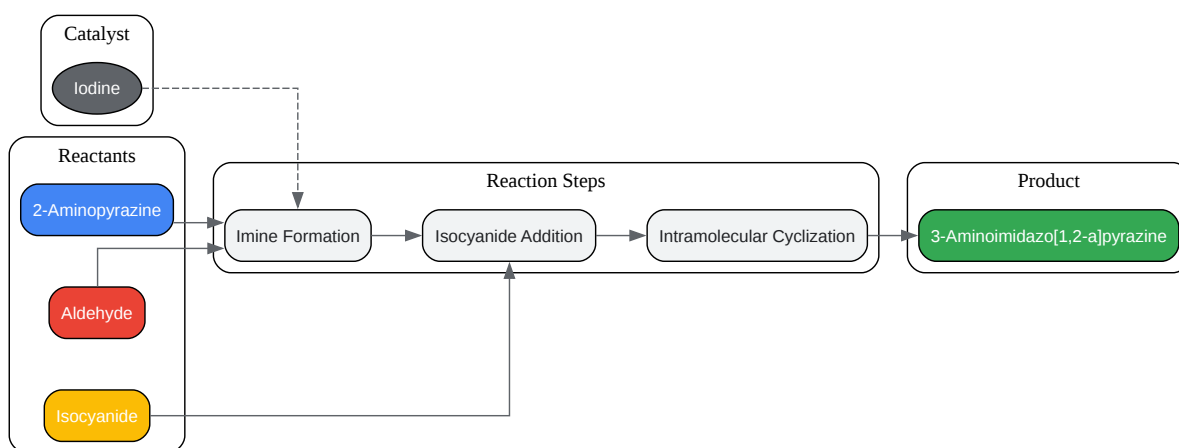 Catalyst
Iodine
Reactants
2-Aminopyrazine
Aldehyde
Isocyanide
Reaction Steps
Imine Formation
Isocyanide Addition
Intramolecular Cyclization
Product
3-Aminoimidazo[1,2-a]pyrazine